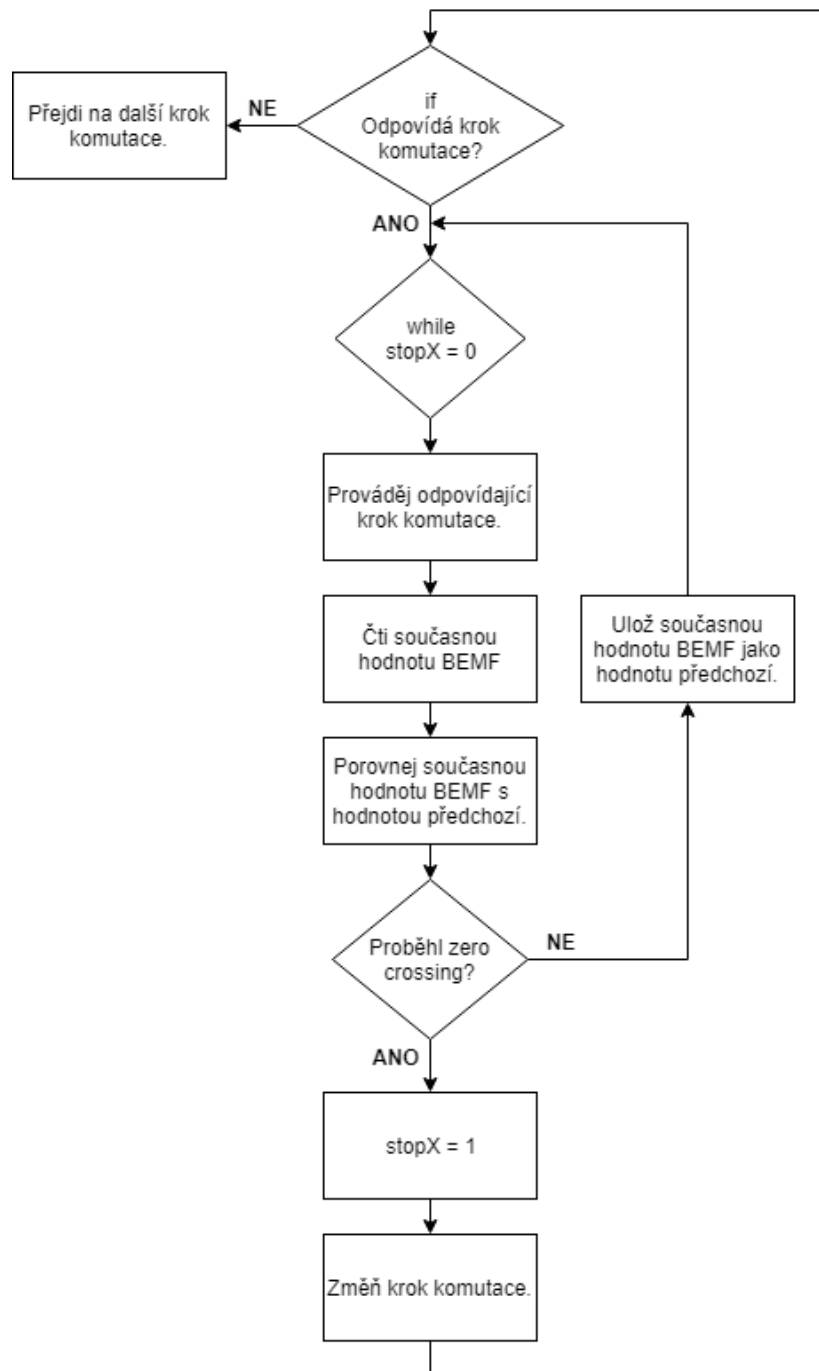 if
Odpovídá krok
komutace?
NE
Přejdi na další krok
komutace.
ANO
while
stopX = 0
Prováděj odpovídající
krok komutace.
Čti současnou
hodnotu BEMF
Ulož současnou
hodnotu BEMF jako
hodnotu předchozí.
Porovnej současnou
hodnotu BEMF s
hodnotou předchozí.
Proběhl zero
crossing?
NE
ANO
stopX = 1
Změň krok komutace.